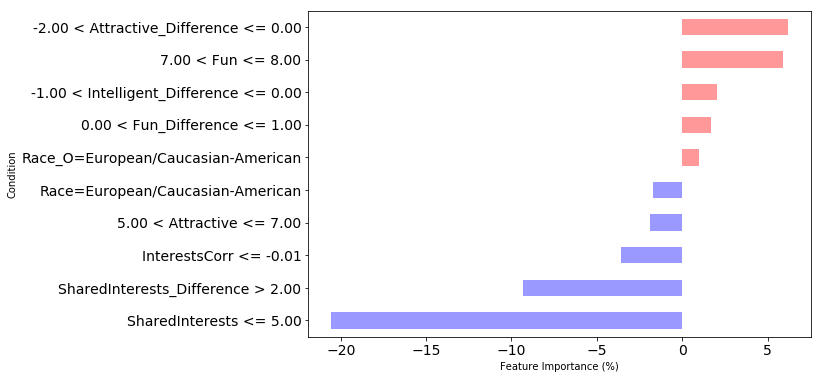 -2.00 < Attractive_Difference <= 0.00
7.00 < Fun <= 8.00
-1.00 < Intelligent_Difference <= 0.00
0.00 < Fun_Difference <= 1.00
Race_O=European/Caucasian-American
Race=European/Caucasian-American
5.00 < Attractive <= 7.00
InterestsCorr <= -0.01
SharedInterests_Difference > 2.00
SharedInterests <= 5.00
Condition
−20 −15 −10 −5 0 5
Feature Importance (%)